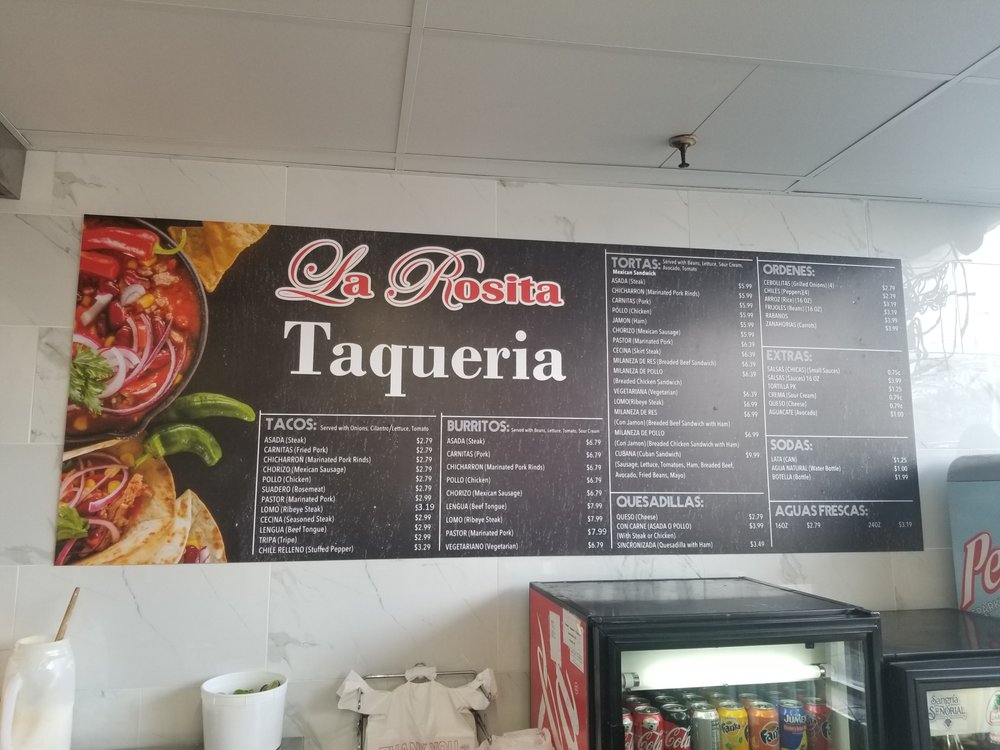 La Rosita
Taqueria
TACOS: Served with Onions, Cilantro/Lettuce, Tomato
ASADA (Steak) $2.79
CARNITAS (Fried Pork) $2.79
CHICHARRON (Marinated Pork Rinds) $2.79
CHORIZO (Mexican Sausage) $2.79
POLLO (Chicken) $2.79
SUADERO (Rosemeat) $2.79
PASTOR (Marinated Pork) $2.99
LOMO (Ribeye Steak) $3.19
CECINA (Seasoned Steak) $2.99
LENGUA (Beef Tongue) $2.99
TRIPA (Tripe) $2.99
CHILE RELLENO (Stuffed Pepper) $3.29
BURRITOS: Served with Beans, Lettuce, Tomato, Sour Cream
ASADA (Steak) $6.79
CARNITAS (Pork) $6.79
CHICHARRON (Marinated Pork Rinds) $6.79
POLLO (Chicken) $6.79
CHORIZO (Mexican Sausage) $6.79
LENGUA (Beef Tongue) $7.99
LOMO (Ribeye Steak) $7.99
PASTOR (Marinated Pork) $7.99
VEGETARIANO (Vegetarian) $6.79
TORTAS: Served with Beans, Lettuce, Sour Cream,
Avocado, Tomato
Mexican Sandwich
ASADA (Steak) $5.99
CHICHARRON (Marinated Pork Rinds) $5.99
CARNITAS (Pork) $5.99
POLLO (Chicken) $5.99
JAMON (Ham) $5.99
CHORIZO (Mexican Sausage) $5.99
PASTOR (Marinated Pork) $6.39
CECINA (Skirt Steak) $6.39
MILANEZA DE RES (Breaded Beef Sandwich) $6.39
MILANEZA DE POLLO
(Breaded Chicken Sandwich)
VEGETARIANA (Vegetarian) $6.39
LOMO(Ribeye Steak) $6.99
MILANEZA DE RES $6.99
(Con Jamon) (Breaded Beef Sandwich with Ham)
MILANEZA DE POLLO $6.99
(Con Jamon) (Breaded Chicken Sandwich with Ham)
CUBANA (Cuban Sandwich) $9.99
(Sausage, Lettuce, Tomatoes, Ham, Breaded Beef,
Avocado, Fried Beans, Mayo)
QUESADILLAS:
QUESO (Cheese) $2.79
CON CARNE (ASADA O POLLO) $3.99
(With Steak or Chicken)
SINCRONIZADA (Quesadilla with Ham) $3.49
ORDENES:
CEBOLLITAS (Grilled Onions) (4) $2.79
CHILES (Peppers)(4) $2.79
ARROZ (Rice) (16 OZ) $3.19
FRIJOLES (Beans) (16 OZ) $3.19
RABANOS $3.99
ZANAHORIAS (Carrots) $3.99
EXTRAS:
SALSAS (CHICAS) (Small Sauces) 0.75¢
SALSAS (Sauces) 16 OZ $3.99
TORTILLA PK $1.25
CREMA (Sour Cream) 0.79¢
QUESO (Cheese) 0.79¢
AGUACATE (Avocado) $1.00
SODAS:
LATA (CAN) $1.25
AGUA NATURAL (Water Bottle) $1.00
BOTELLA (Bottle) $1.99
AGUAS FRESCAS:
16OZ $2.79 24OZ $3.19
Sangría
SEÑORIAL
THANK YOU
Coke
Fanta